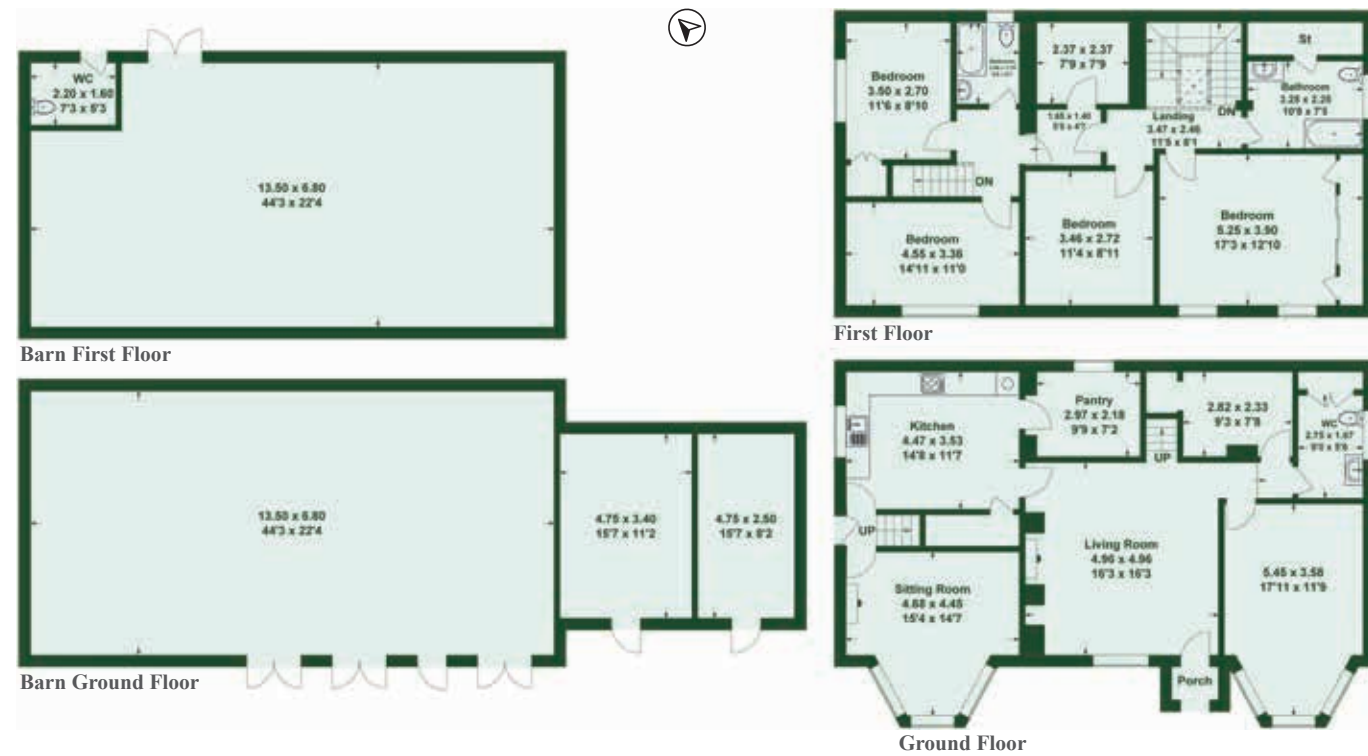 WC
2.20 x 1.60
7'3 x 5'3
13.50 x 6.80
44'3 x 22'4
Barn First Floor
13.50 x 6.80
44'3 x 22'4
4.75 x 3.40
15'7 x 11'2
4.75 x 2.50
15'7 x 8'2
Barn Ground Floor
Bedroom
3.50 x 2.70
11'6 x 8'10
2.37 x 2.37
7'9 x 7'9
St
Bathroom
3.25 x 2.25
10'8 x 7'5
DN
Landing
3.47 x 2.46
11'5 x 8'1
1.65 x 1.40
5'5 x 4'7
DN
Bedroom
4.55 x 3.36
14'11 x 11'0
Bedroom
3.46 x 2.72
11'4 x 8'11
Bedroom
5.25 x 3.90
17'3 x 12'10
First Floor
Kitchen
4.47 x 3.53
14'8 x 11'7
Pantry
2.97 x 2.18
9'9 x 7'2
UP
2.82 x 2.33
9'3 x 7'8
WC
2.75 x 1.67
9'0 x 5'6
UP
Sitting Room
4.68 x 4.45
15'4 x 14'7
Living Room
4.96 x 4.96
16'3 x 16'3
5.45 x 3.58
17'11 x 11'9
Porch
Ground Floor